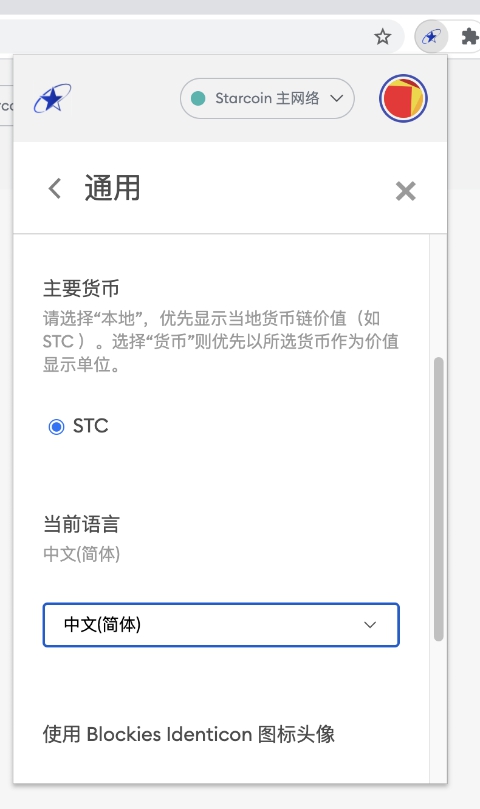 Starcoin 主网络
通用
主要货币
请选择“本地”，优先显示当地货币链价值（如
STC ）。选择“货币”则优先以所选货币作为价值
显示单位。
STC
当前语言
中文(简体)
中文(简体)
使用 Blockies Identicon 图标头像